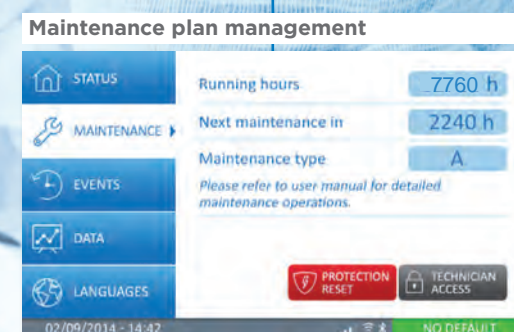 Maintenance plan management
STATUS
Running hours 7760 h
MAINTENANCE
Next maintenance in 2240 h
Maintenance type A
EVENTS
Please refer to user manual for detailed
maintenance operations.
DATA
PROTECTION
RESET
TECHNICIAN
ACCESS
LANGUAGES
02/09/2014 - 14:42
NO DEFAULT